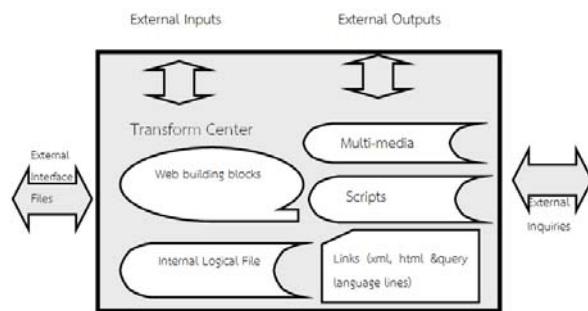 External Inputs
External Outputs
Transform Center
Multi-media
External
Interface
Files
Web building blocks
Scripts
External
Inquiries
Internal Logical File
Links (xml, html &query
language lines)